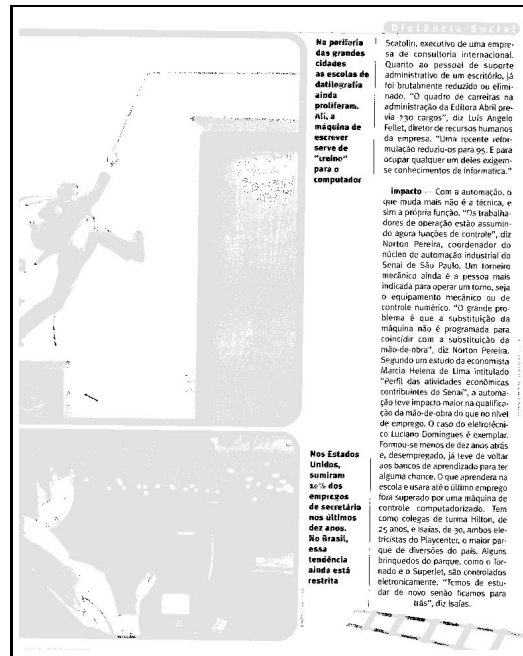 Distância Social
Na periferia
das grandes
cidades
as escolas de
datilografia
ainda
proliferam.
Ali, a
máquina de
escrever
serve de
"treino"
para o
computador
Scatolin, executivo de uma empre-
sa de consultoria internacional.
Quanto ao pessoal de suporte
administrativo de um escritório, já
foi brutalmente reduzido ou elimi-
nado. "O quadro de carreiras na
administração da Editora Abril pre-
via 730 cargos", diz Luis Angelo
Fellet, diretor de recursos humanos
da empresa. "Uma recente refor-
mulação reduziu-os para 95. E para
ocupar qualquer um deles exigem-
se conhecimentos de informática."
impacto — Com a automação, o
que muda mais não é a técnica, e
sim a própria função. "Os trabalha-
dores de operação estão assumin-
do agora funções de controle", diz
Norton Pereira, coordenador do
núcleo de automação industrial do
Senai de São Paulo. Um torneiro
mecânico ainda é a pessoa mais
indicada para operar um torno, seja
o equipamento mecânico ou de
controle numérico. "O grande pro-
blema é que a substituição da
máquina não é programada para
coincidir com a substituição da
mão-de-obra", diz Norton Pereira.
Segundo um estudo da economista
Marcia Helena de Lima intitulado
"Perfil das atividades econômicas
contribuintes do Senai", a automa-
ção teve impacto maior na qualifica-
ção da mão-de-obra do que no nível
de emprego. O caso do eletrotécni-
co Luciano Domingues é exemplar.
Formou-se menos de dez anos atrás
e, desempregado, já teve de voltar
aos bancos de aprendizado para ter
alguma chance. O que aprendera na
escola e usara até o último emprego
fora superado por uma máquina de
controle computadorizado. Tem
como colegas de turma Hilton, de
25 anos, e Isaías, de 30, ambos ele-
tricistas do Playcenter, o maior par-
que de diversões do país. Alguns
brinquedos do parque, como o Tor-
nado e o SuperJet, são controlados
eletronicamente. "Temos de estu-
dar de novo senão ficamos para
trás", diz Isaías.
Nos Estados
Unidos,
sumiram
20% dos
empregos
de secretário
nos últimos
dez anos.
No Brasil,
essa
tendência
ainda está
restrita